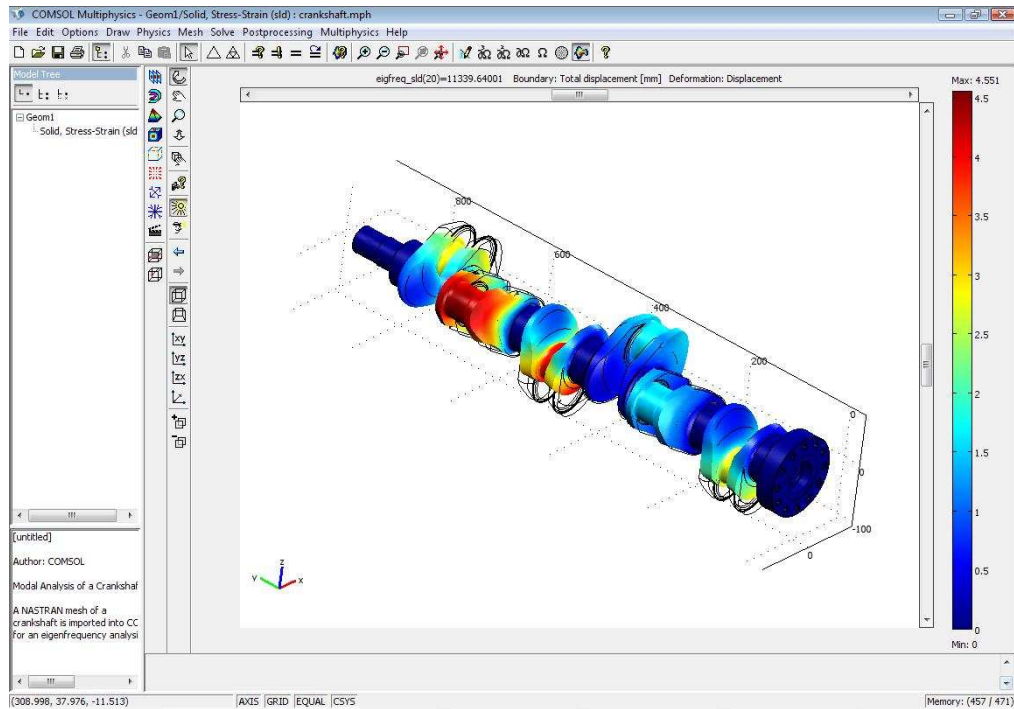 COMSOL Multiphysics - Geom1/Solid, Stress-Strain (sld) : crankshaft.mph
File Edit Options Draw Physics Mesh Solve Postprocessing Multiphysics Help
Model Tree
Geom1
Solid, Stress-Strain (sld
[untitled]
Author: COMSOL
Modal Analysis of a Crankshaf
A NASTRAN mesh of a
crankshaft is imported into CC
for an eigenfrequency analysi
xy
yz
zx
eigfreq_sld(20)=11339.64001 Boundary: Total displacement [mm] Deformation: Displacement
Max: 4.551
4.5
4
3.5
3
2.5
2
1.5
1
0.5
0
Min: 0
800
600
400
200
0
0
-100
0
z
y
x
(308.998, 37.976, -11.513)
AXIS GRID EQUAL CSYS
Memory: (457 / 471)